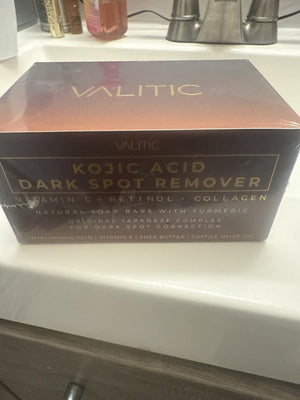 VALITIC
VALITIC
KOJIC ACID
DARK SPOT REMOVER
VITAMIN C • RETINOL • COLLAGEN
NATURAL SOAP BARS WITH TURMERIC
ORIGINAL JAPANESE COMPLEX
FOR DARK SPOT CORRECTION
HYALURONIC ACID | VITAMIN E | SHEA BUTTER | CASTILE OLIVE OIL